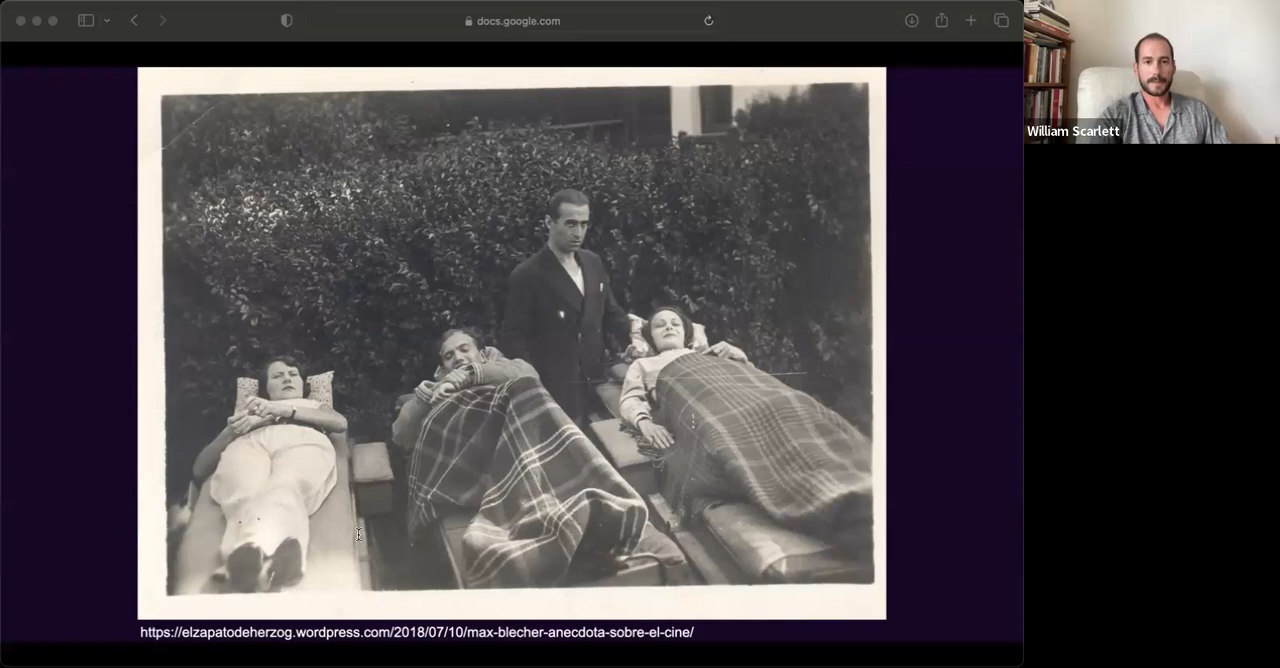 docs.google.com
William Scarlett
https://elzapatodeherzog.wordpress.com/2018/07/10/max-blecher-anecdota-sobre-el-cine/